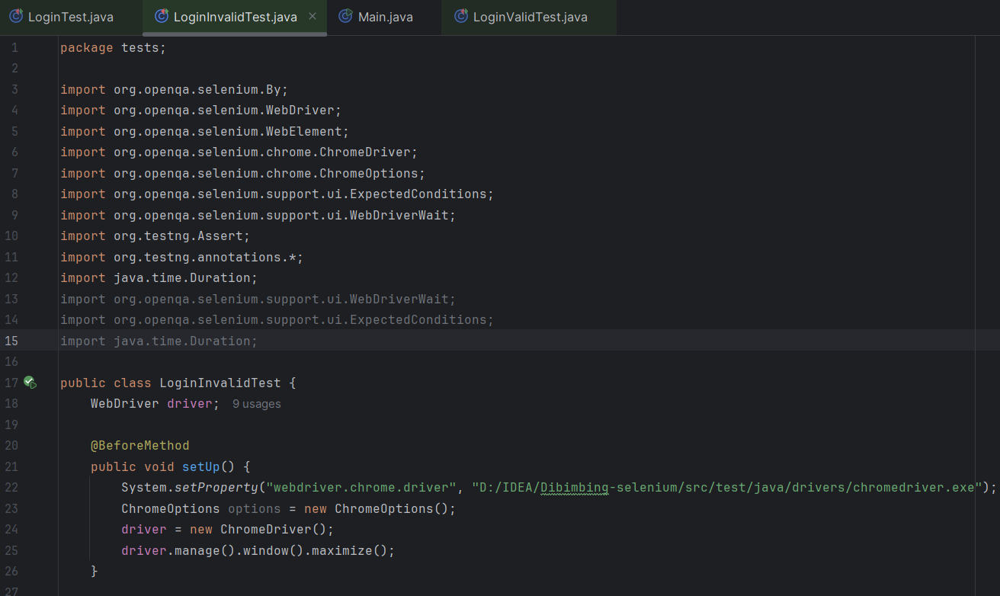 LoginTest.java LoginInvalidTest.java × Main.java LoginValidTest.java
1 package tests;
2
3 import org.openqa.selenium.By;
4 import org.openqa.selenium.WebDriver;
5 import org.openqa.selenium.WebElement;
6 import org.openqa.selenium.chrome.ChromeDriver;
7 import org.openqa.selenium.chrome.ChromeOptions;
8 import org.openqa.selenium.support.ui.ExpectedConditions;
9 import org.openqa.selenium.support.ui.WebDriverWait;
10 import org.testng.Assert;
11 import org.testng.annotations.*;
12 import java.time.Duration;
13 import org.openqa.selenium.support.ui.WebDriverWait;
14 import org.openqa.selenium.support.ui.ExpectedConditions;
15 import java.time.Duration;
16
17 public class LoginInvalidTest {
18 WebDriver driver; 9 usages
19
20 @BeforeMethod
21 public void setUp() {
22 System.setProperty("webdriver.chrome.driver", "D:/IDEA/Dibimbing-selenium/src/test/java/drivers/chromedriver.exe");
23 ChromeOptions options = new ChromeOptions();
24 driver = new ChromeDriver();
25 driver.manage().window().maximize();
26 }
27